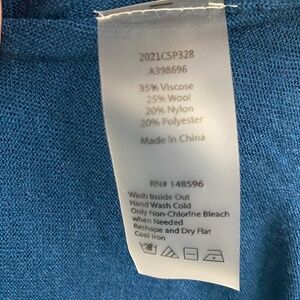 2021CSP328
A398696
35% Viscose
25% Wool
20% Nylon
20% Polyester
Made in China
RN# 148596
Wash Inside Out
Hand Wash Cold
Only Non-Chlorine Bleach
when Needed
Reshape and Dry Flat
Cool Iron